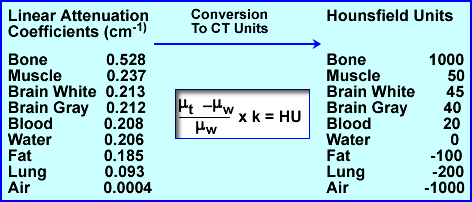 Linear Attenuation
Coefficients (cm-1)
Bone 0.528
Muscle 0.237
Brain White 0.213
Brain Gray 0.212
Blood 0.208
Water 0.206
Fat 0.185
Lung 0.093
Air 0.0004
Conversion
To CT Units
μt – μw
μw
x k = HU
Hounsfield Units
Bone 1000
Muscle 50
Brain White 45
Brain Gray 40
Blood 20
Water 0
Fat -100
Lung -200
Air -1000